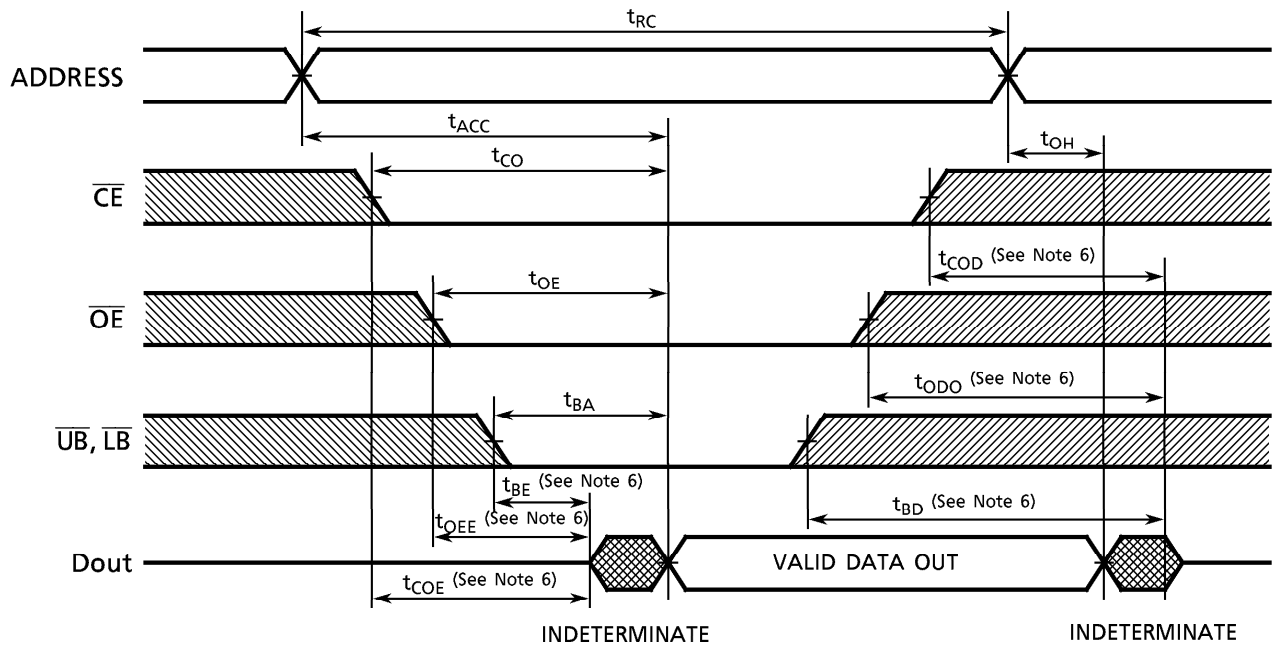 tRC
ADDRESS
tACC
tCO
tOH
CE
tCOD (See Note 6)
tOE
OE
tODO (See Note 6)
tBA
UB, LB
tBE (See Note 6)
tBD (See Note 6)
tOEE (See Note 6)
Dout
VALID DATA OUT
tCOE (See Note 6)
INDETERMINATE
INDETERMINATE